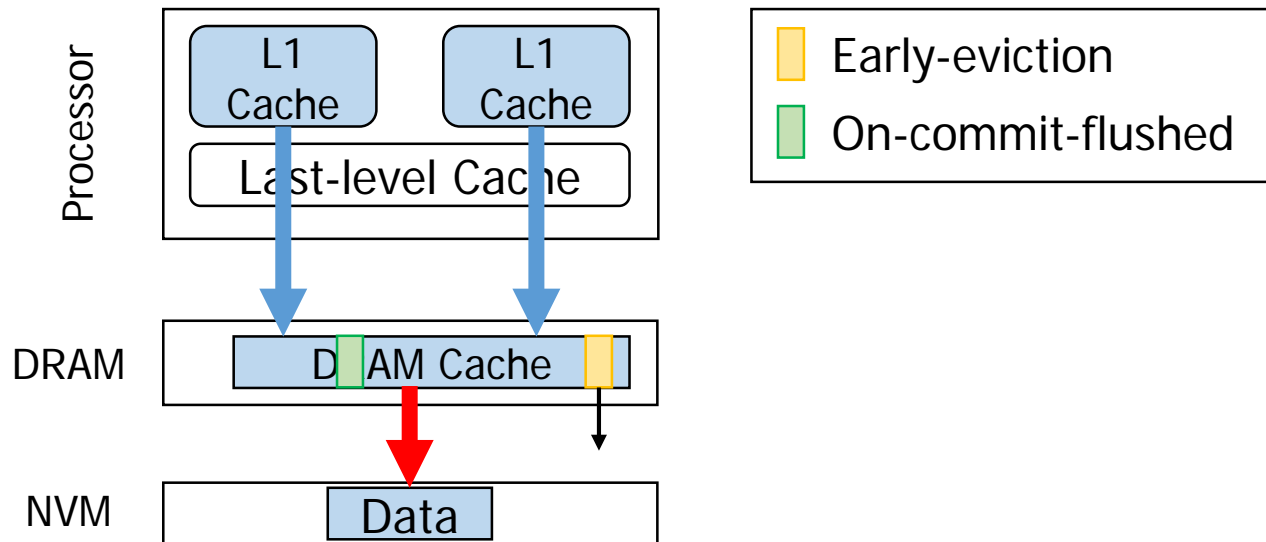 Processor
L1
Cache
L1
Cache
Last-level Cache
Early-eviction
On-commit-flushed
DRAM
DRAM Cache
NVM
Data